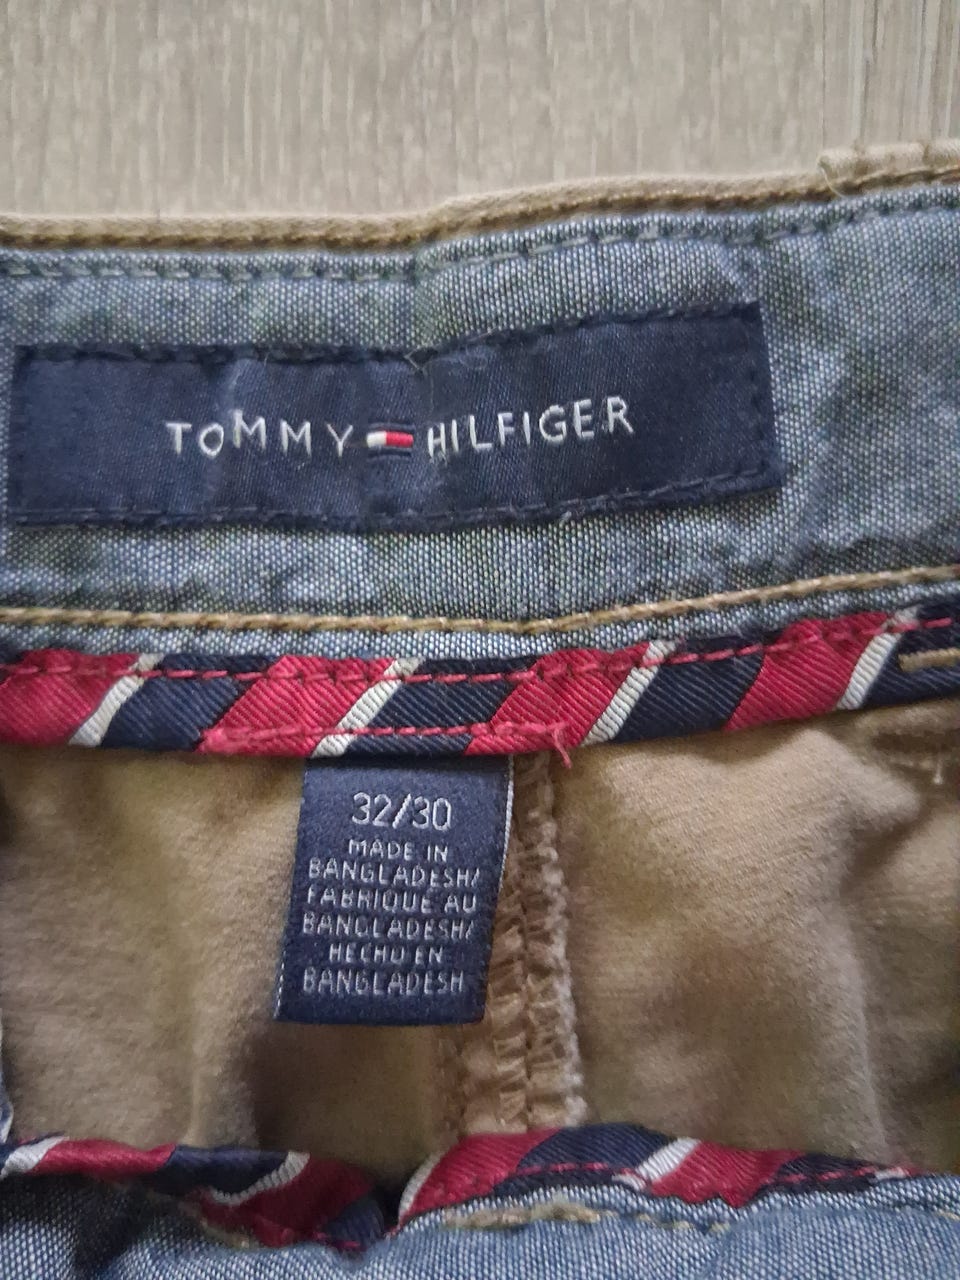 TOMMY HILFIGER
32/30
MADE IN
BANGLADESH/
FABRIQUE AU
BANGLADESH/
HECHO EN
BANGLADESH